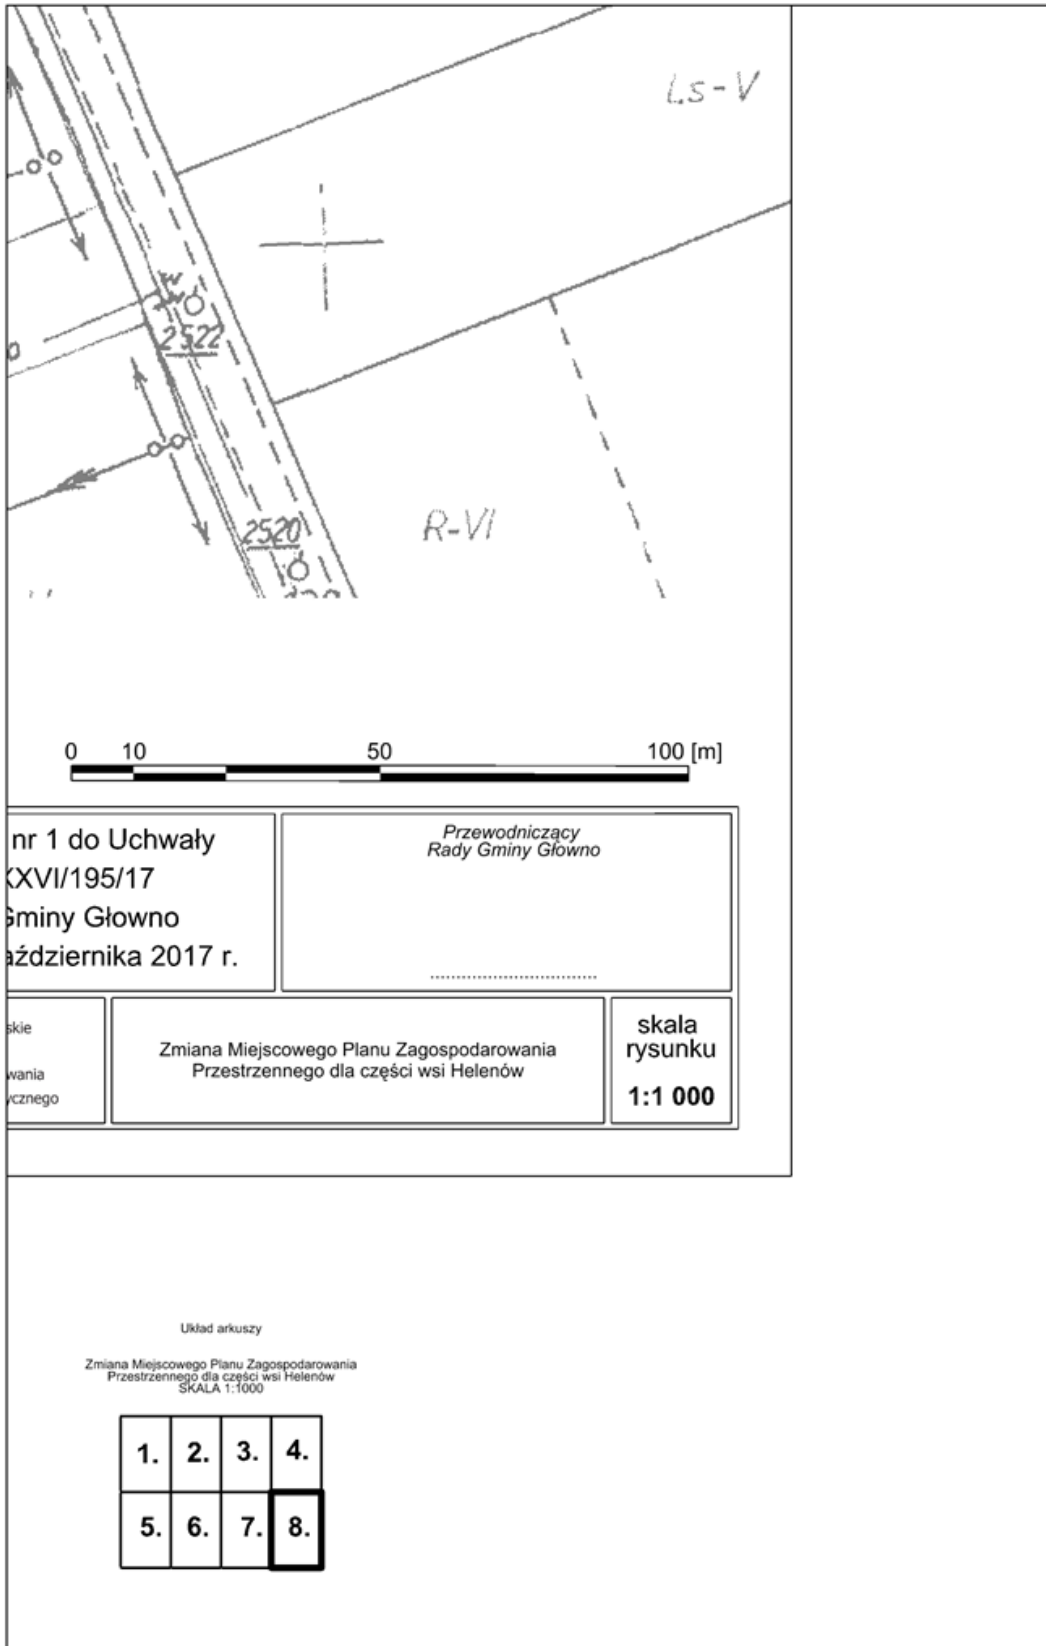 Ls-V
w
2522
0
2520
R-VI
0 10 50 100 [m]
nr 1 do Uchwały
XXVI/195/17
Gminy Głowno
aździernika 2017 r.
Przewodniczący
Rady Gminy Głowno
..............................
skie
wania
ycznego
Zmiana Miejscowego Planu Zagospodarowania
Przestrzennego dla części wsi Helenów
skala
rysunku
1:1 000
Układ arkuszy
Zmiana Miejscowego Planu Zagospodarowania
Przestrzennego dla części wsi Helenów
SKALA 1:1000
1. 2. 3. 4.
5. 6. 7. 8.